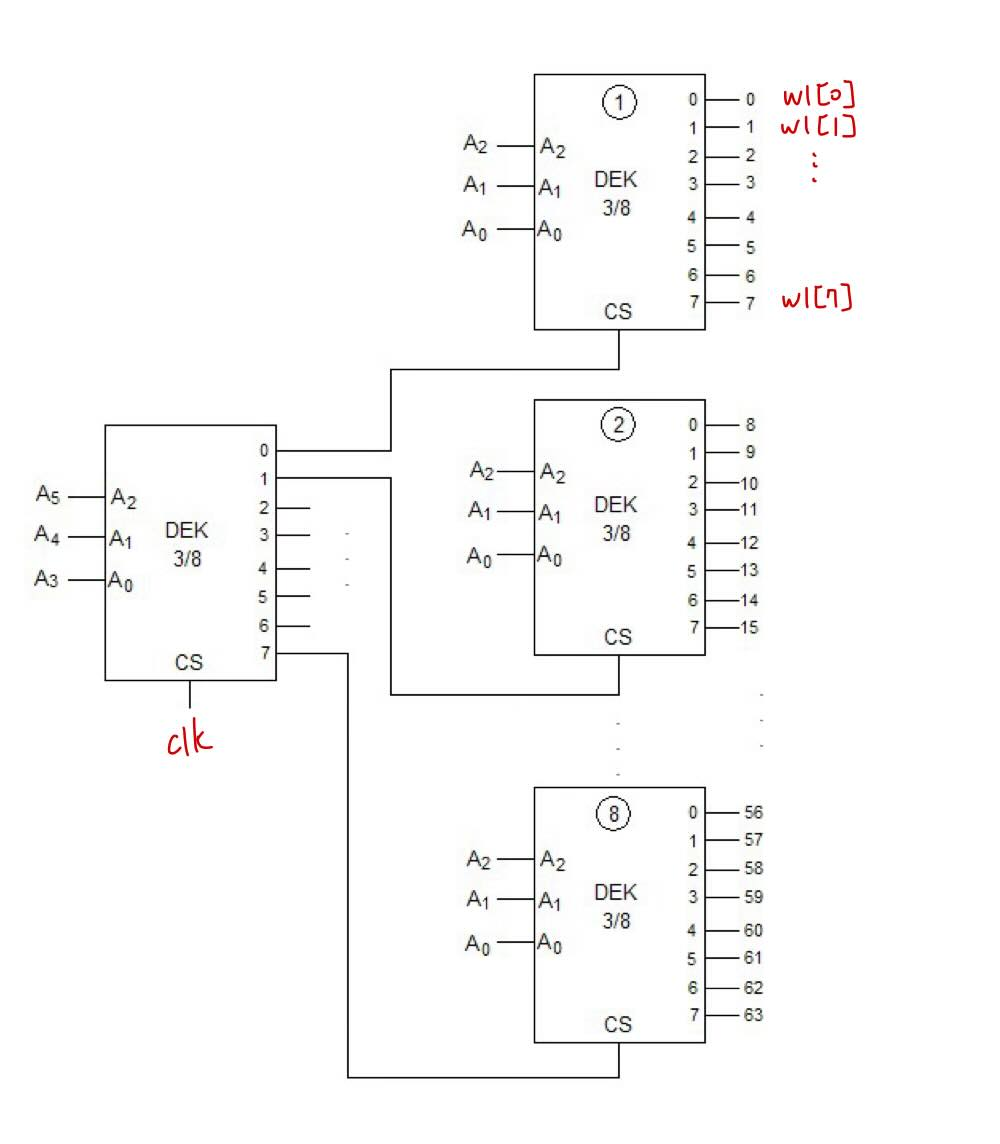 1
0 0 wl[0]
1 1 wl[1]
A2 A2 2 2
DEK 3 3
A1 A1 3/8
4 4
A0 A0 5 5
6 6
CS 7 7 wl[7]
2
0 8
1 9
A2 A2 2 10
DEK 3 11
A1 A1 3/8
4 12
A0 A0 5 13
6 14
CS 7 15
0
1
A5 A2 2
DEK 3
A4 A1 3/8
4
A3 A0 5
6
CS 7
clk
8
0 56
1 57
A2 A2 2 58
DEK 3 59
A1 A1 3/8
4 60
A0 A0 5 61
6 62
CS 7 63